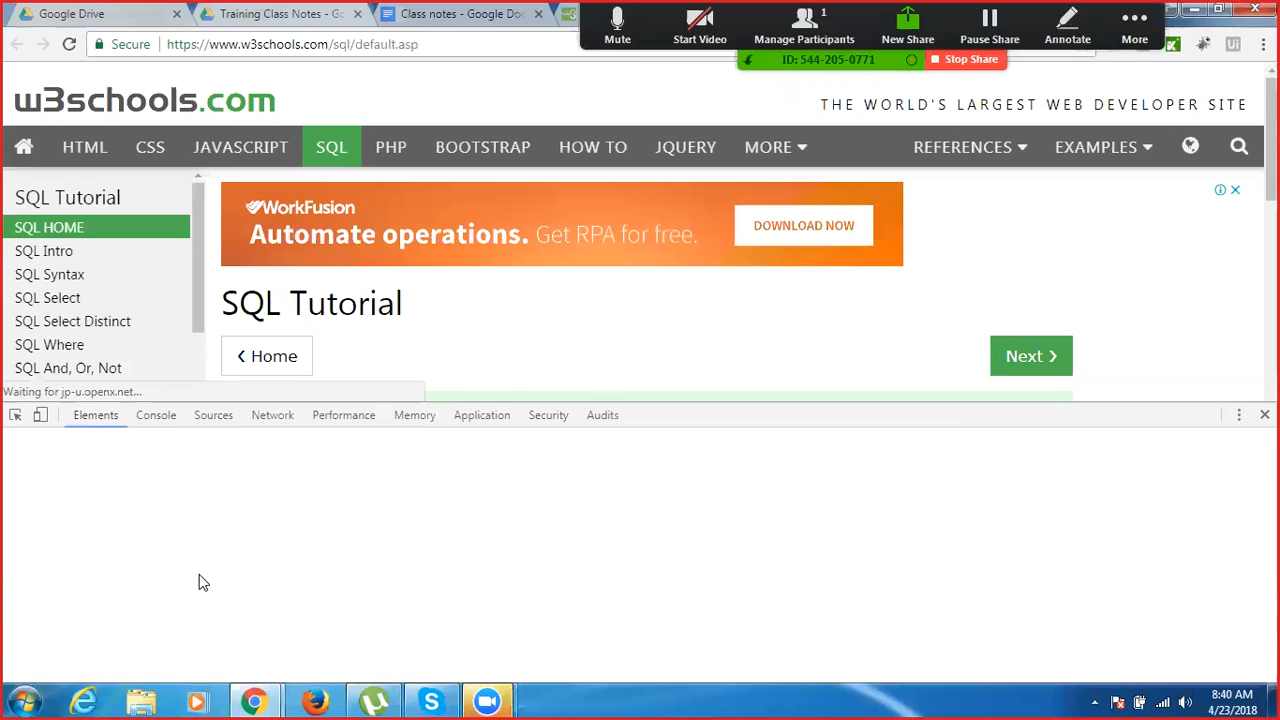 Google Drive
Training Class Notes - Go
Class notes - Google Doc
Mute
Start Video
Manage Participants
1
New Share
Pause Share
Annotate
More
ID: 544-205-0771
Stop Share
Secure
https://www.w3schools.com/sql/default.asp
w3schools.com
THE WORLD'S LARGEST WEB DEVELOPER SITE
HTML CSS JAVASCRIPT SQL PHP BOOTSTRAP HOW TO JQUERY MORE REFERENCES EXAMPLES
SQL Tutorial
SQL HOME
SQL Intro
SQL Syntax
SQL Select
SQL Select Distinct
SQL Where
SQL And, Or, Not
WorkFusion
Automate operations. Get RPA for free.
DOWNLOAD NOW
SQL Tutorial
❮ Home
Next ❯
Waiting for jp-u.openx.net...
Elements Console Sources Network Performance Memory Application Security Audits
8:40 AM
4/23/2018